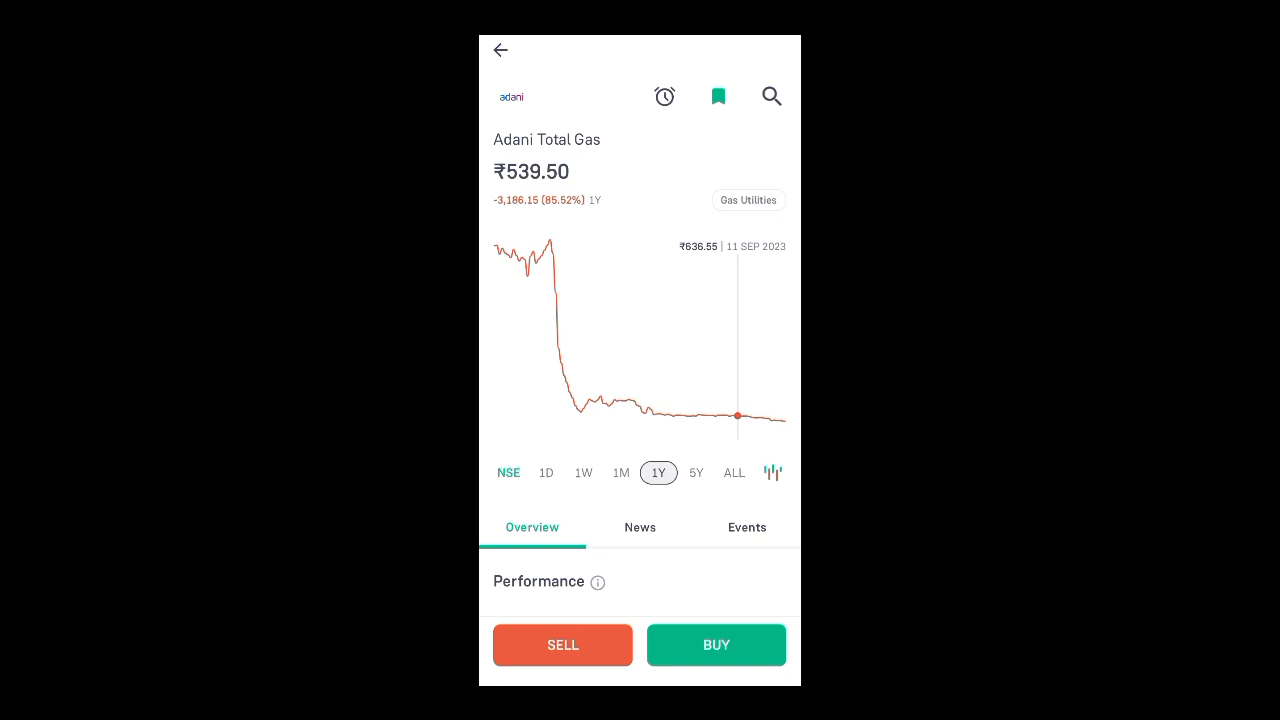 adani
Adani Total Gas
₹539.50
-3,186.15 (85.52%) 1Y
Gas Utilities
₹636.55 | 11 SEP 2023
NSE 1D 1W 1M 1Y 5Y ALL
Overview News Events
Performance
SELL BUY